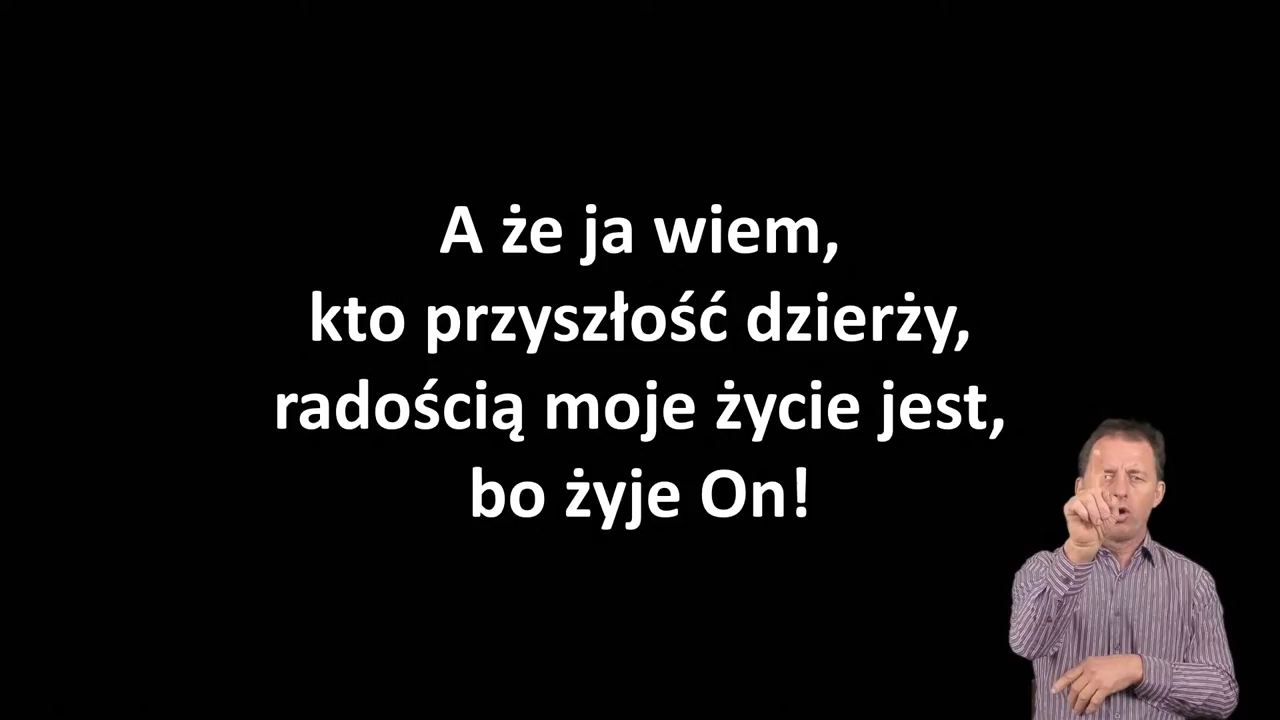 A że ja wiem,
kto przyszłość dzierży,
radością moje życie jest,
bo żyje On!